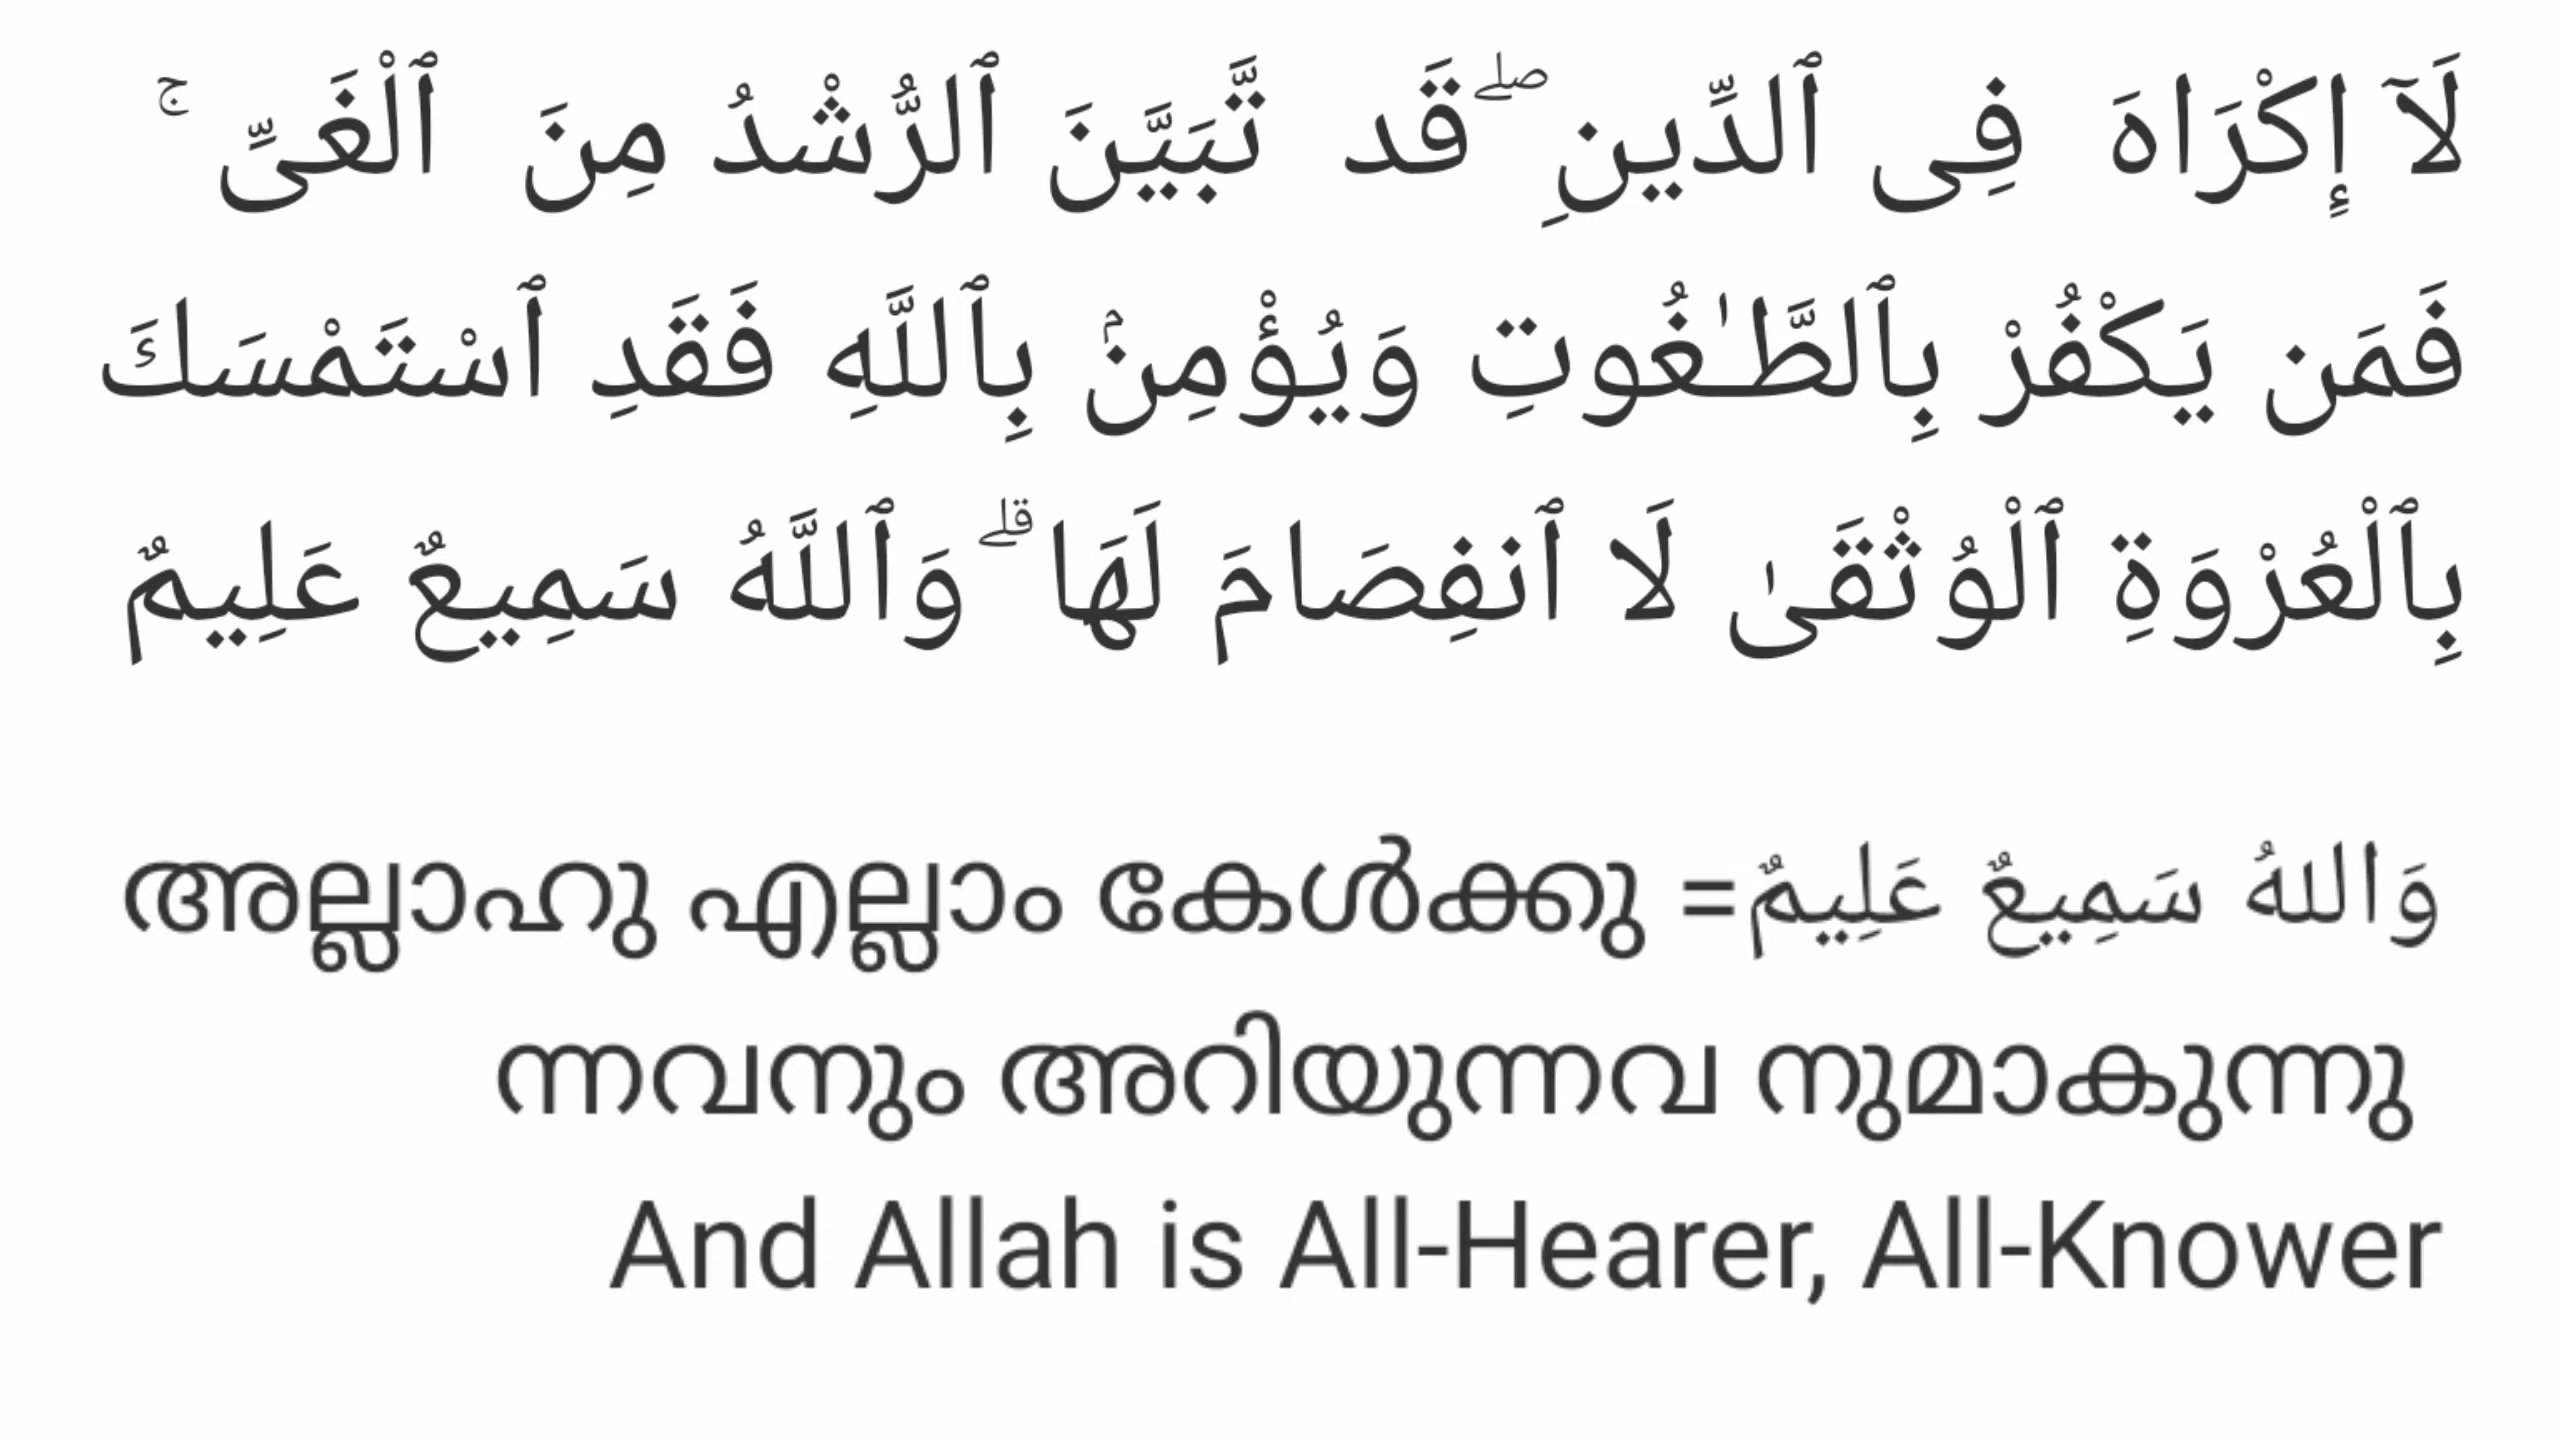 لَآ إِكْرَاهَ فِى ٱلدِّينِ ۖ قَد تَّبَيَّنَ ٱلرُّشْدُ مِنَ ٱلْغَىِّ ۚ
فَمَن يَكْفُرْ بِٱلطَّـٰغُوتِ وَيُؤْمِنۢ بِٱللَّهِ فَقَدِ ٱسْتَمْسَكَ
بِٱلْعُرْوَةِ ٱلْوُثْقَىٰ لَا ٱنفِصَامَ لَهَا ۗ وَٱللَّهُ سَمِيعٌ عَلِيمٌ
وَاللهُ سَمِيعٌ عَلِيمٌ= അല്ലാഹു എല്ലാം കേൾക്കു
ന്നവനും അറിയുന്നവ നുമാകുന്നു
And Allah is All-Hearer, All-Knower